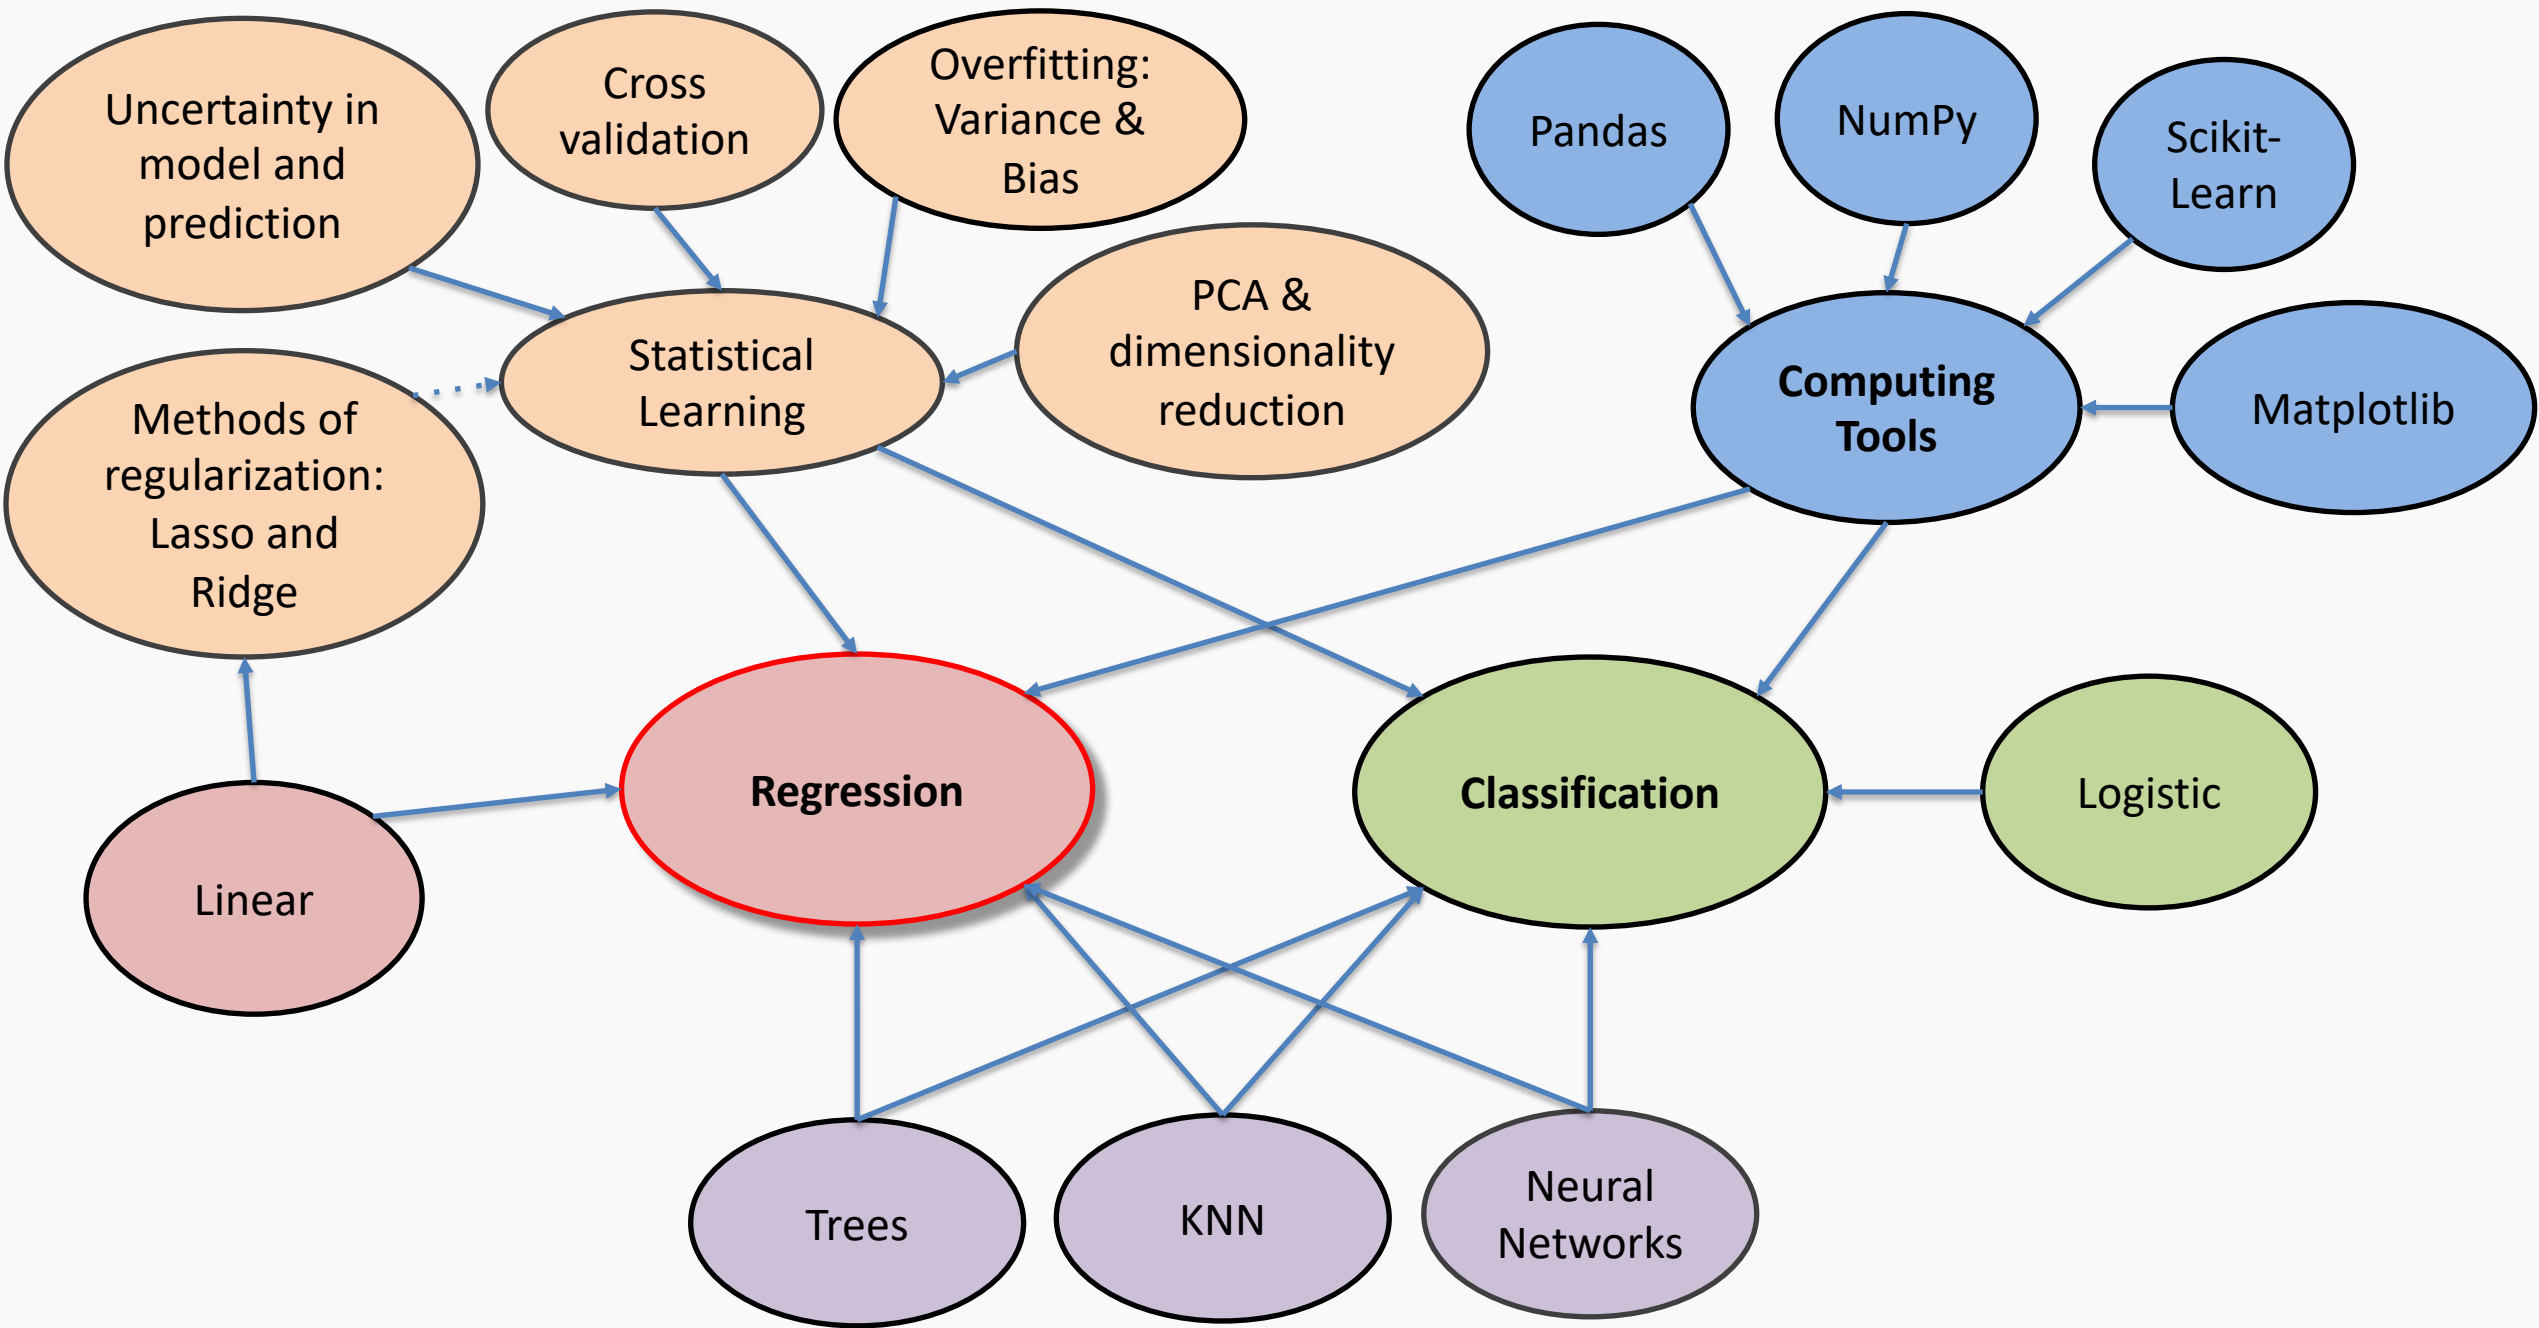 Uncertainty in
model and
prediction
Cross
validation
Overfitting:
Variance &
Bias
Pandas
NumPy
Scikit-
Learn
PCA &
dimensionality
reduction
Statistical
Learning
Computing
Tools
Matplotlib
Methods of
regularization:
Lasso and
Ridge
Regression
Classification
Logistic
Linear
Trees
KNN
Neural
Networks